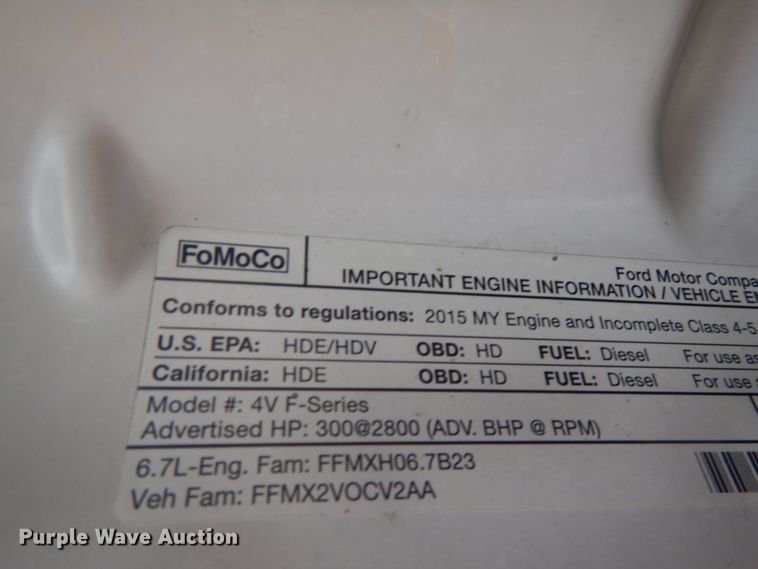 FoMoCo
Ford Motor
IMPORTANT ENGINE INFORMATION / VEHICLE
Conforms to regulations: 2015 MY Engine and Incomplete Class 4-5
U.S. EPA: HDE/HDV OBD: HD FUEL: Diesel For use as
California: HDE OBD: HD FUEL: Diesel For use
Model #: 4V F-Series
Advertised HP: 300@2800 (ADV. BHP @ RPM)
6.7L-Eng. Fam: FFMXH06.7B23
Veh Fam: FFMX2VOCV2AA
Purple Wave Auction